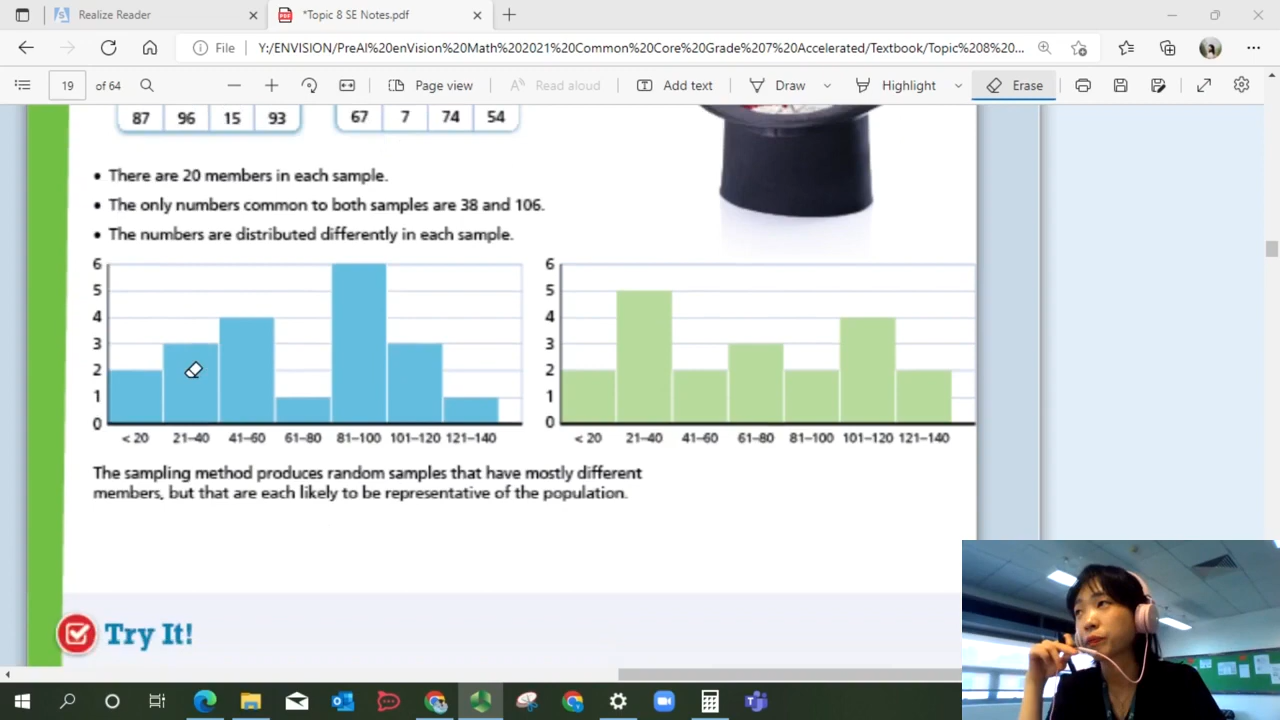 Realize Reader
*Topic 8 SE Notes.pdf
File
Y:/ENVISION/PreAl%20enVision%20Math%202021%20Common%20Core%20Grade%207%20Accelerated/Textbook/Topic%208%20...
19 of 64
Page view
Read aloud
Add text
Draw
Highlight
Erase
87 96 15 93
67 7 74 54
• There are 20 members in each sample.
• The only numbers common to both samples are 38 and 106.
• The numbers are distributed differently in each sample.
6
5
4
3
2
1
0
< 20 21–40 41–60 61–80 81–100 101–120 121–140
6
5
4
3
2
1
0
< 20 21–40 41–60 61–80 81–100 101–120 121–140
The sampling method produces random samples that have mostly different
members, but that are each likely to be representative of the population.
Try It!